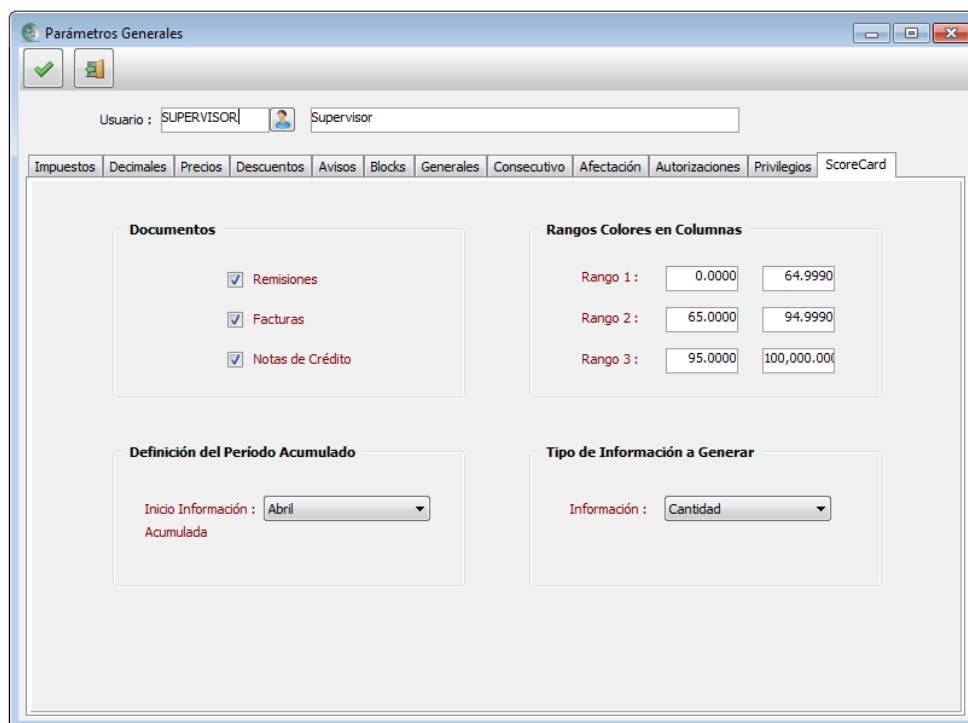 Parámetros Generales
Usuario : SUPERVISOR Supervisor
Impuestos Decimales Precios Descuentos Avisos Blocks Generales Consecutivo Afectación Autorizaciones Privilegios ScoreCard
Documentos
Remisiones
Facturas
Notas de Crédito
Rangos Colores en Columnas
Rango 1 : 0.0000 64.9990
Rango 2 : 65.0000 94.9990
Rango 3 : 95.0000 100,000.000
Definición del Período Acumulado
Inicio Información : Abril
Acumulada
Tipo de Información a Generar
Información : Cantidad